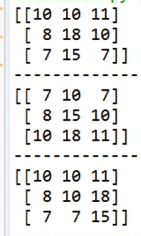 [[10 10 11]
 [ 8 18 10]
 [ 7 15  7]]
-------------
[[ 7 10  7]
 [ 8 15 10]
 [10 18 11]]
-------------
[[10 10 11]
 [ 8 10 18]
 [ 7  7 15]]